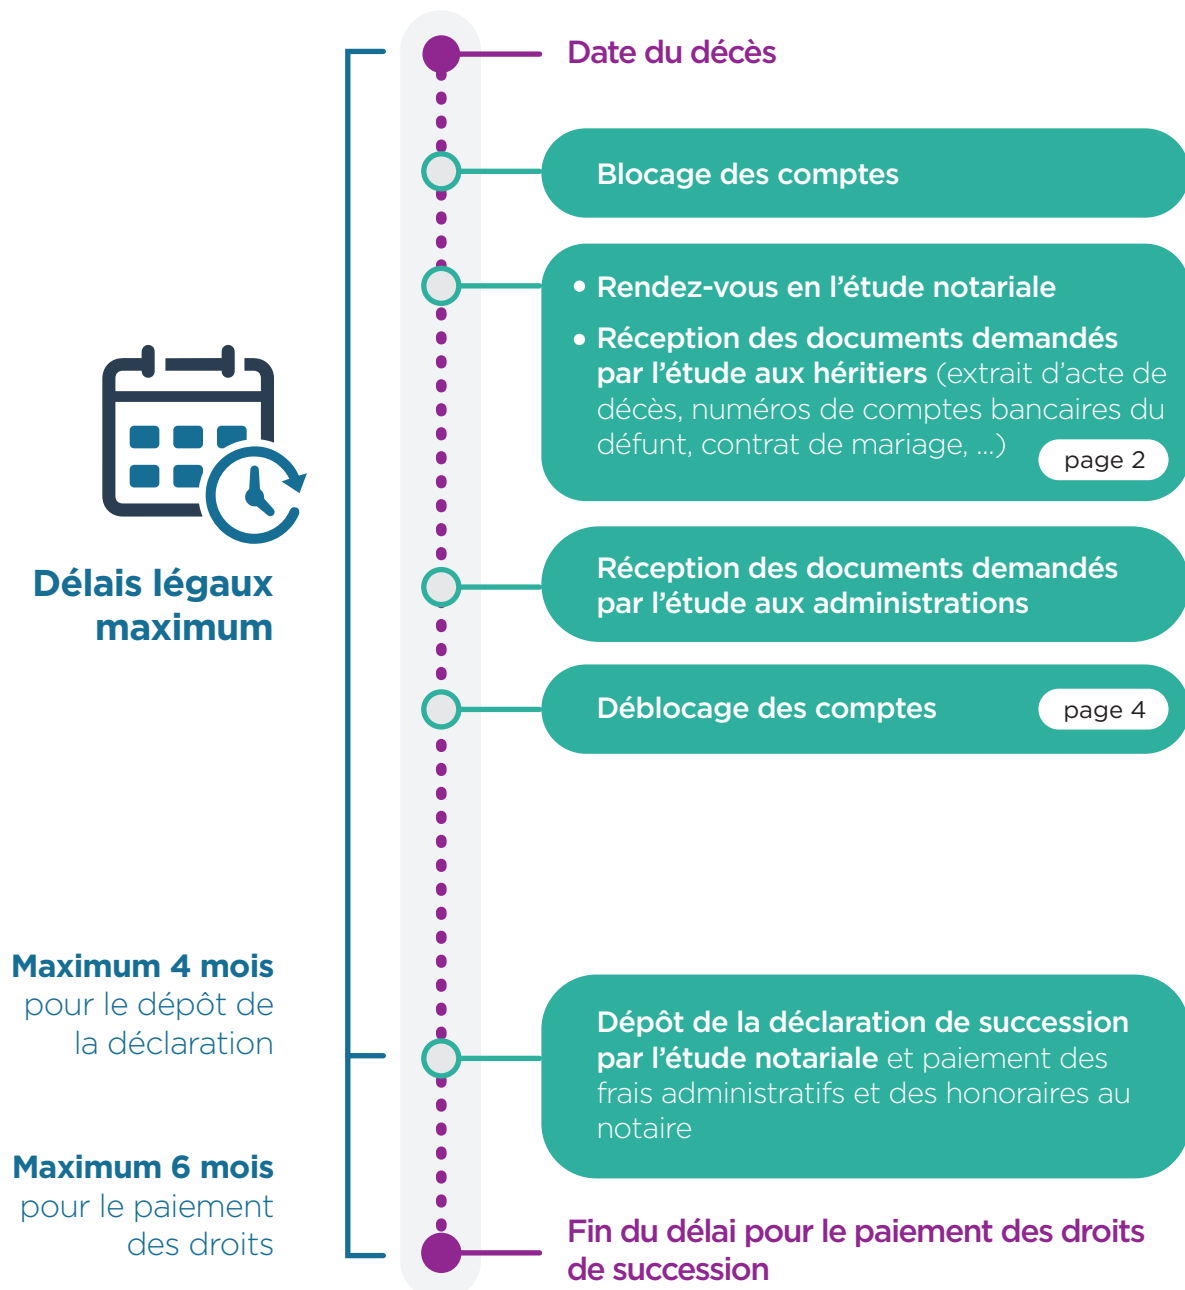 Date du décès
Blocage des comptes
• Rendez-vous en l’étude notariale
• Réception des documents demandés
par l’étude aux héritiers (extrait d’acte de
décès, numéros de comptes bancaires du
défunt, contrat de mariage, ...)
page 2
Délais légaux
maximum
Réception des documents demandés
par l’étude aux administrations
Déblocage des comptes
page 4
Maximum 4 mois
pour le dépôt de
la déclaration
Dépôt de la déclaration de succession
par l’étude notariale et paiement des
frais administratifs et des honoraires au
notaire
Maximum 6 mois
pour le paiement
des droits
Fin du délai pour le paiement des droits
de succession